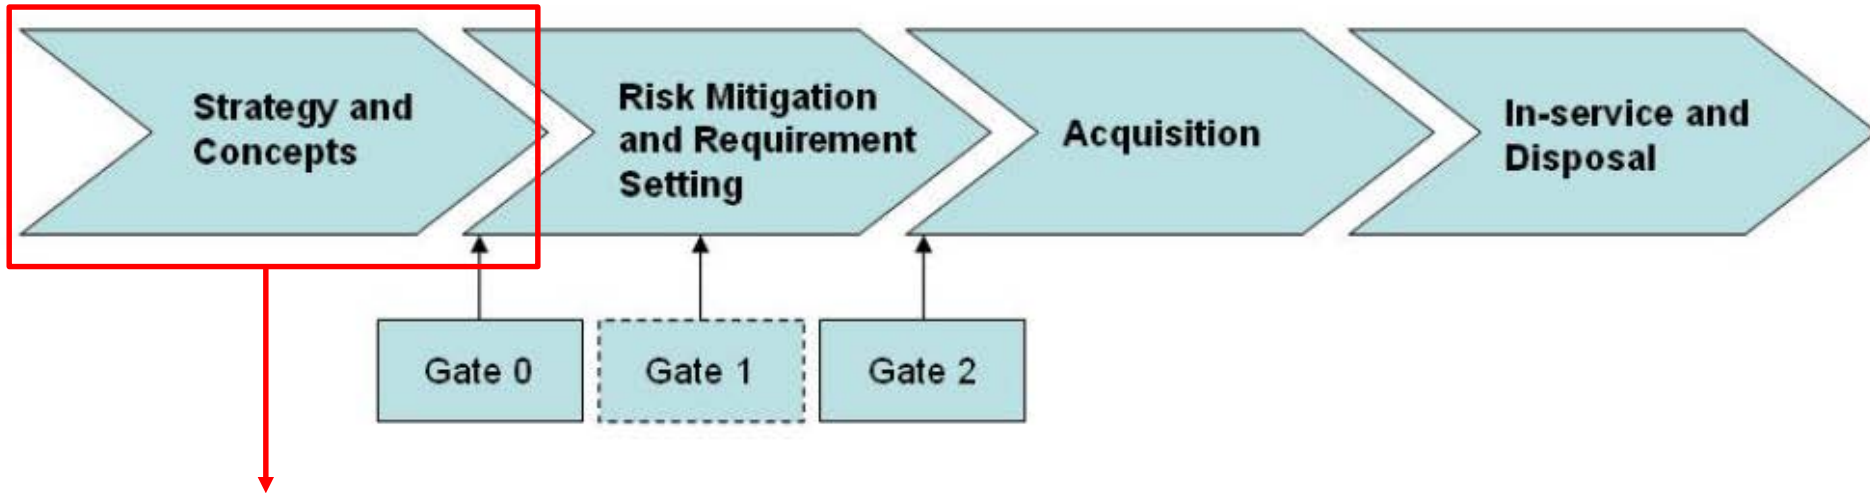 Strategy and
Concepts
Risk Mitigation
and Requirement
Setting
Acquisition
In-service and
Disposal
Gate 0
Gate 1
Gate 2